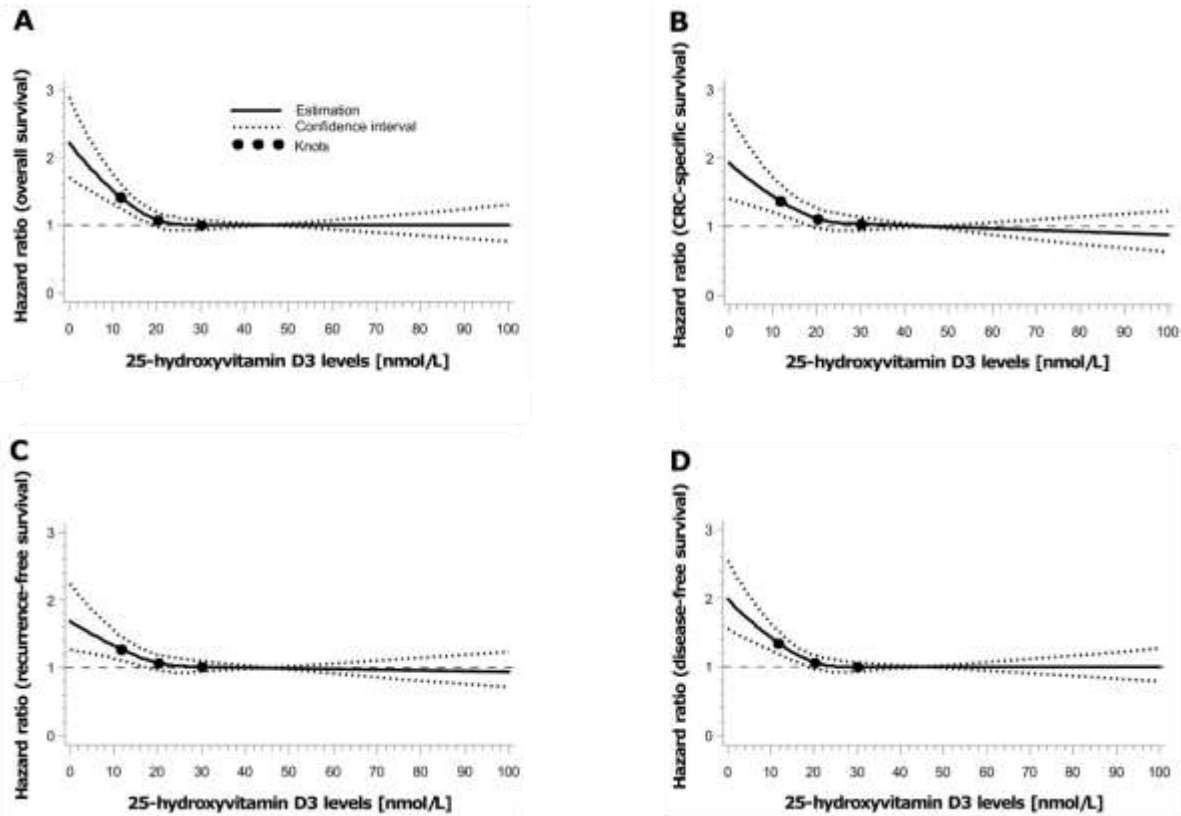 A
Hazard ratio (overall survival)
3
2
1
0
Estimation
Confidence interval
Knots
0 10 20 30 40 50 60 70 80 90 100
25-hydroxyvitamin D3 levels [nmol/L]
B
Hazard ratio (CRC-specific survival)
3
2
1
0
0 10 20 30 40 50 60 70 80 90 100
25-hydroxyvitamin D3 levels [nmol/L]
C
Hazard ratio (recurrence-free survival)
3
2
1
0
0 10 20 30 40 50 60 70 80 90 100
25-hydroxyvitamin D3 levels [nmol/L]
D
Hazard ratio (disease-free survival)
3
2
1
0
0 10 20 30 40 50 60 70 80 90 100
25-hydroxyvitamin D3 levels [nmol/L]